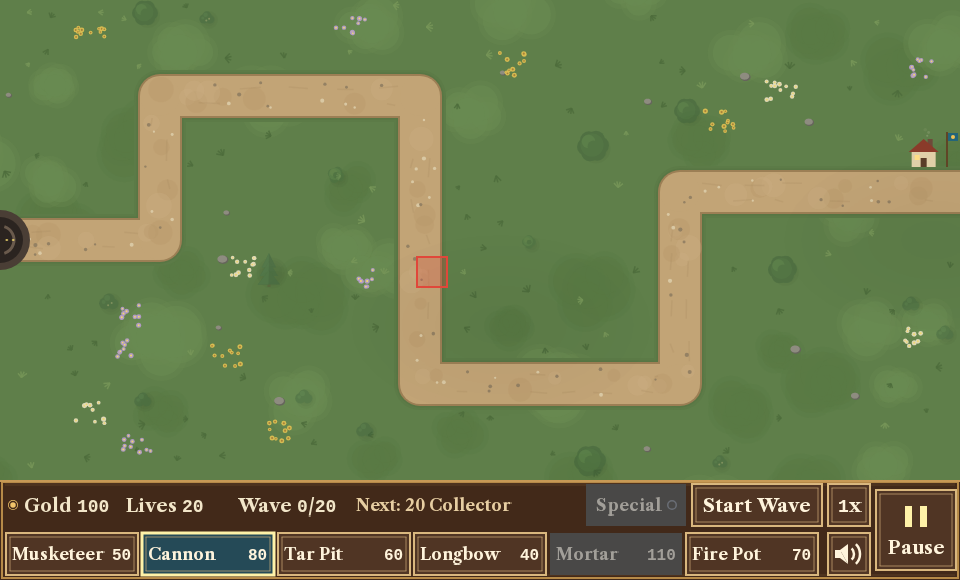 Gold 100 Lives 20 Wave 0/20 Next: 20 Collector Special Start Wave 1x
Musketeer 50 Cannon 80 Tar Pit 60 Longbow 40 Mortar 110 Fire Pot 70 Pause